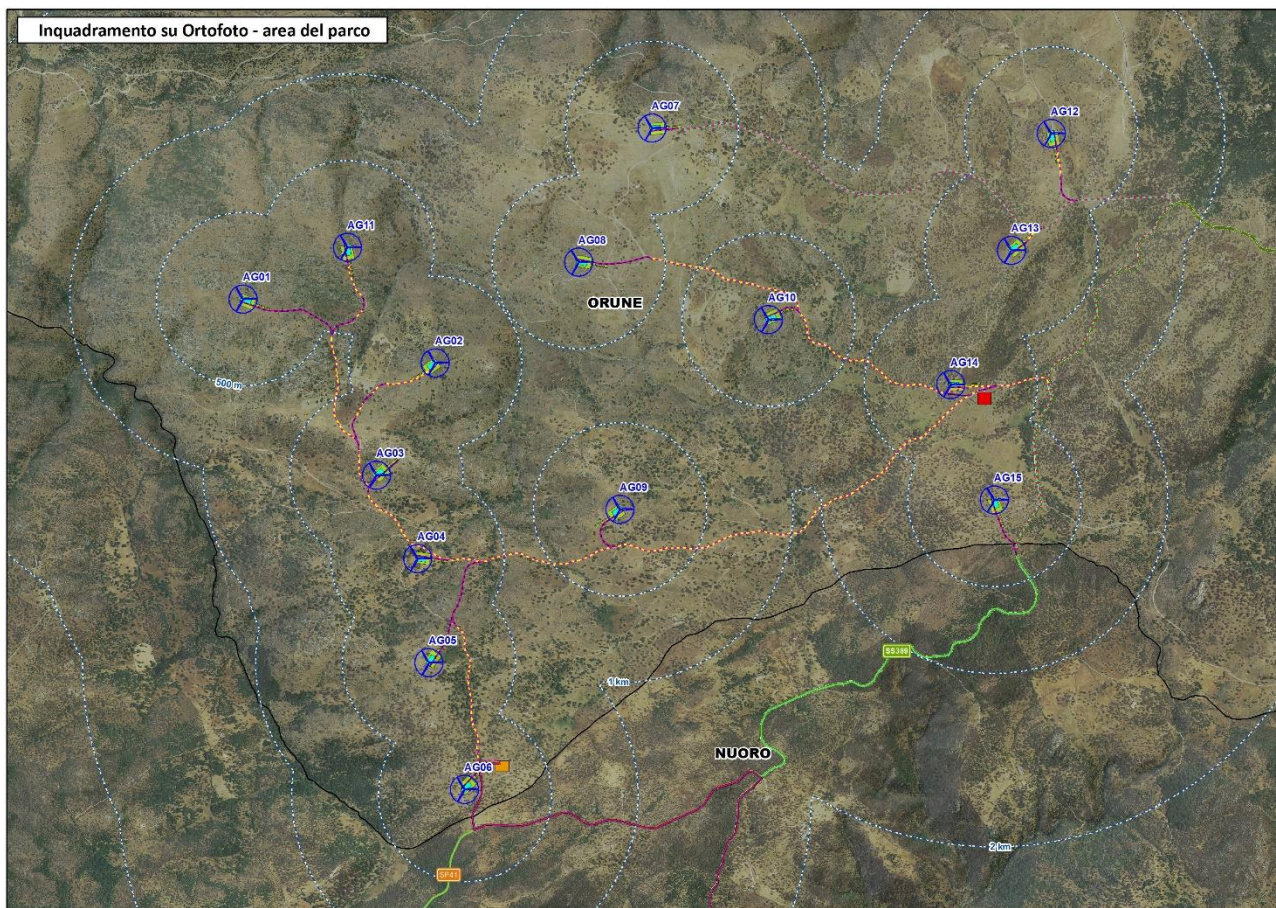 Inquadramento su Ortofoto - area del parco
AG07
AG12
AG11
AG13
AG08
AG01
ORUNE
AG10
AG02
500 m
AG14
AG03
AG15
AG09
AG04
AG05
SS389
1 km
NUORO
AG06
2 km
SP41